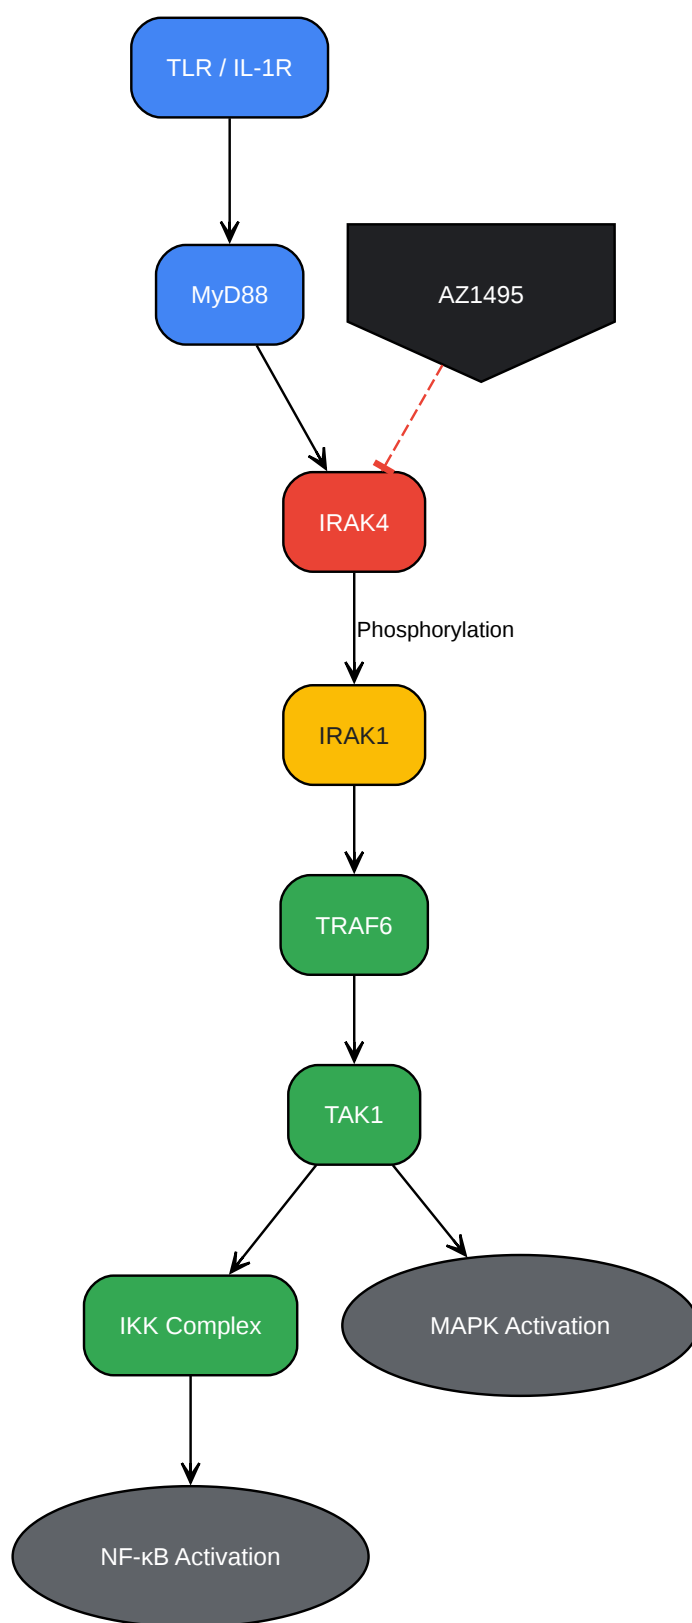 TLR / IL-1R
MyD88
AZ1495
IRAK4
Phosphorylation
IRAK1
TRAF6
TAK1
IKK Complex
MAPK Activation
NF-κB Activation